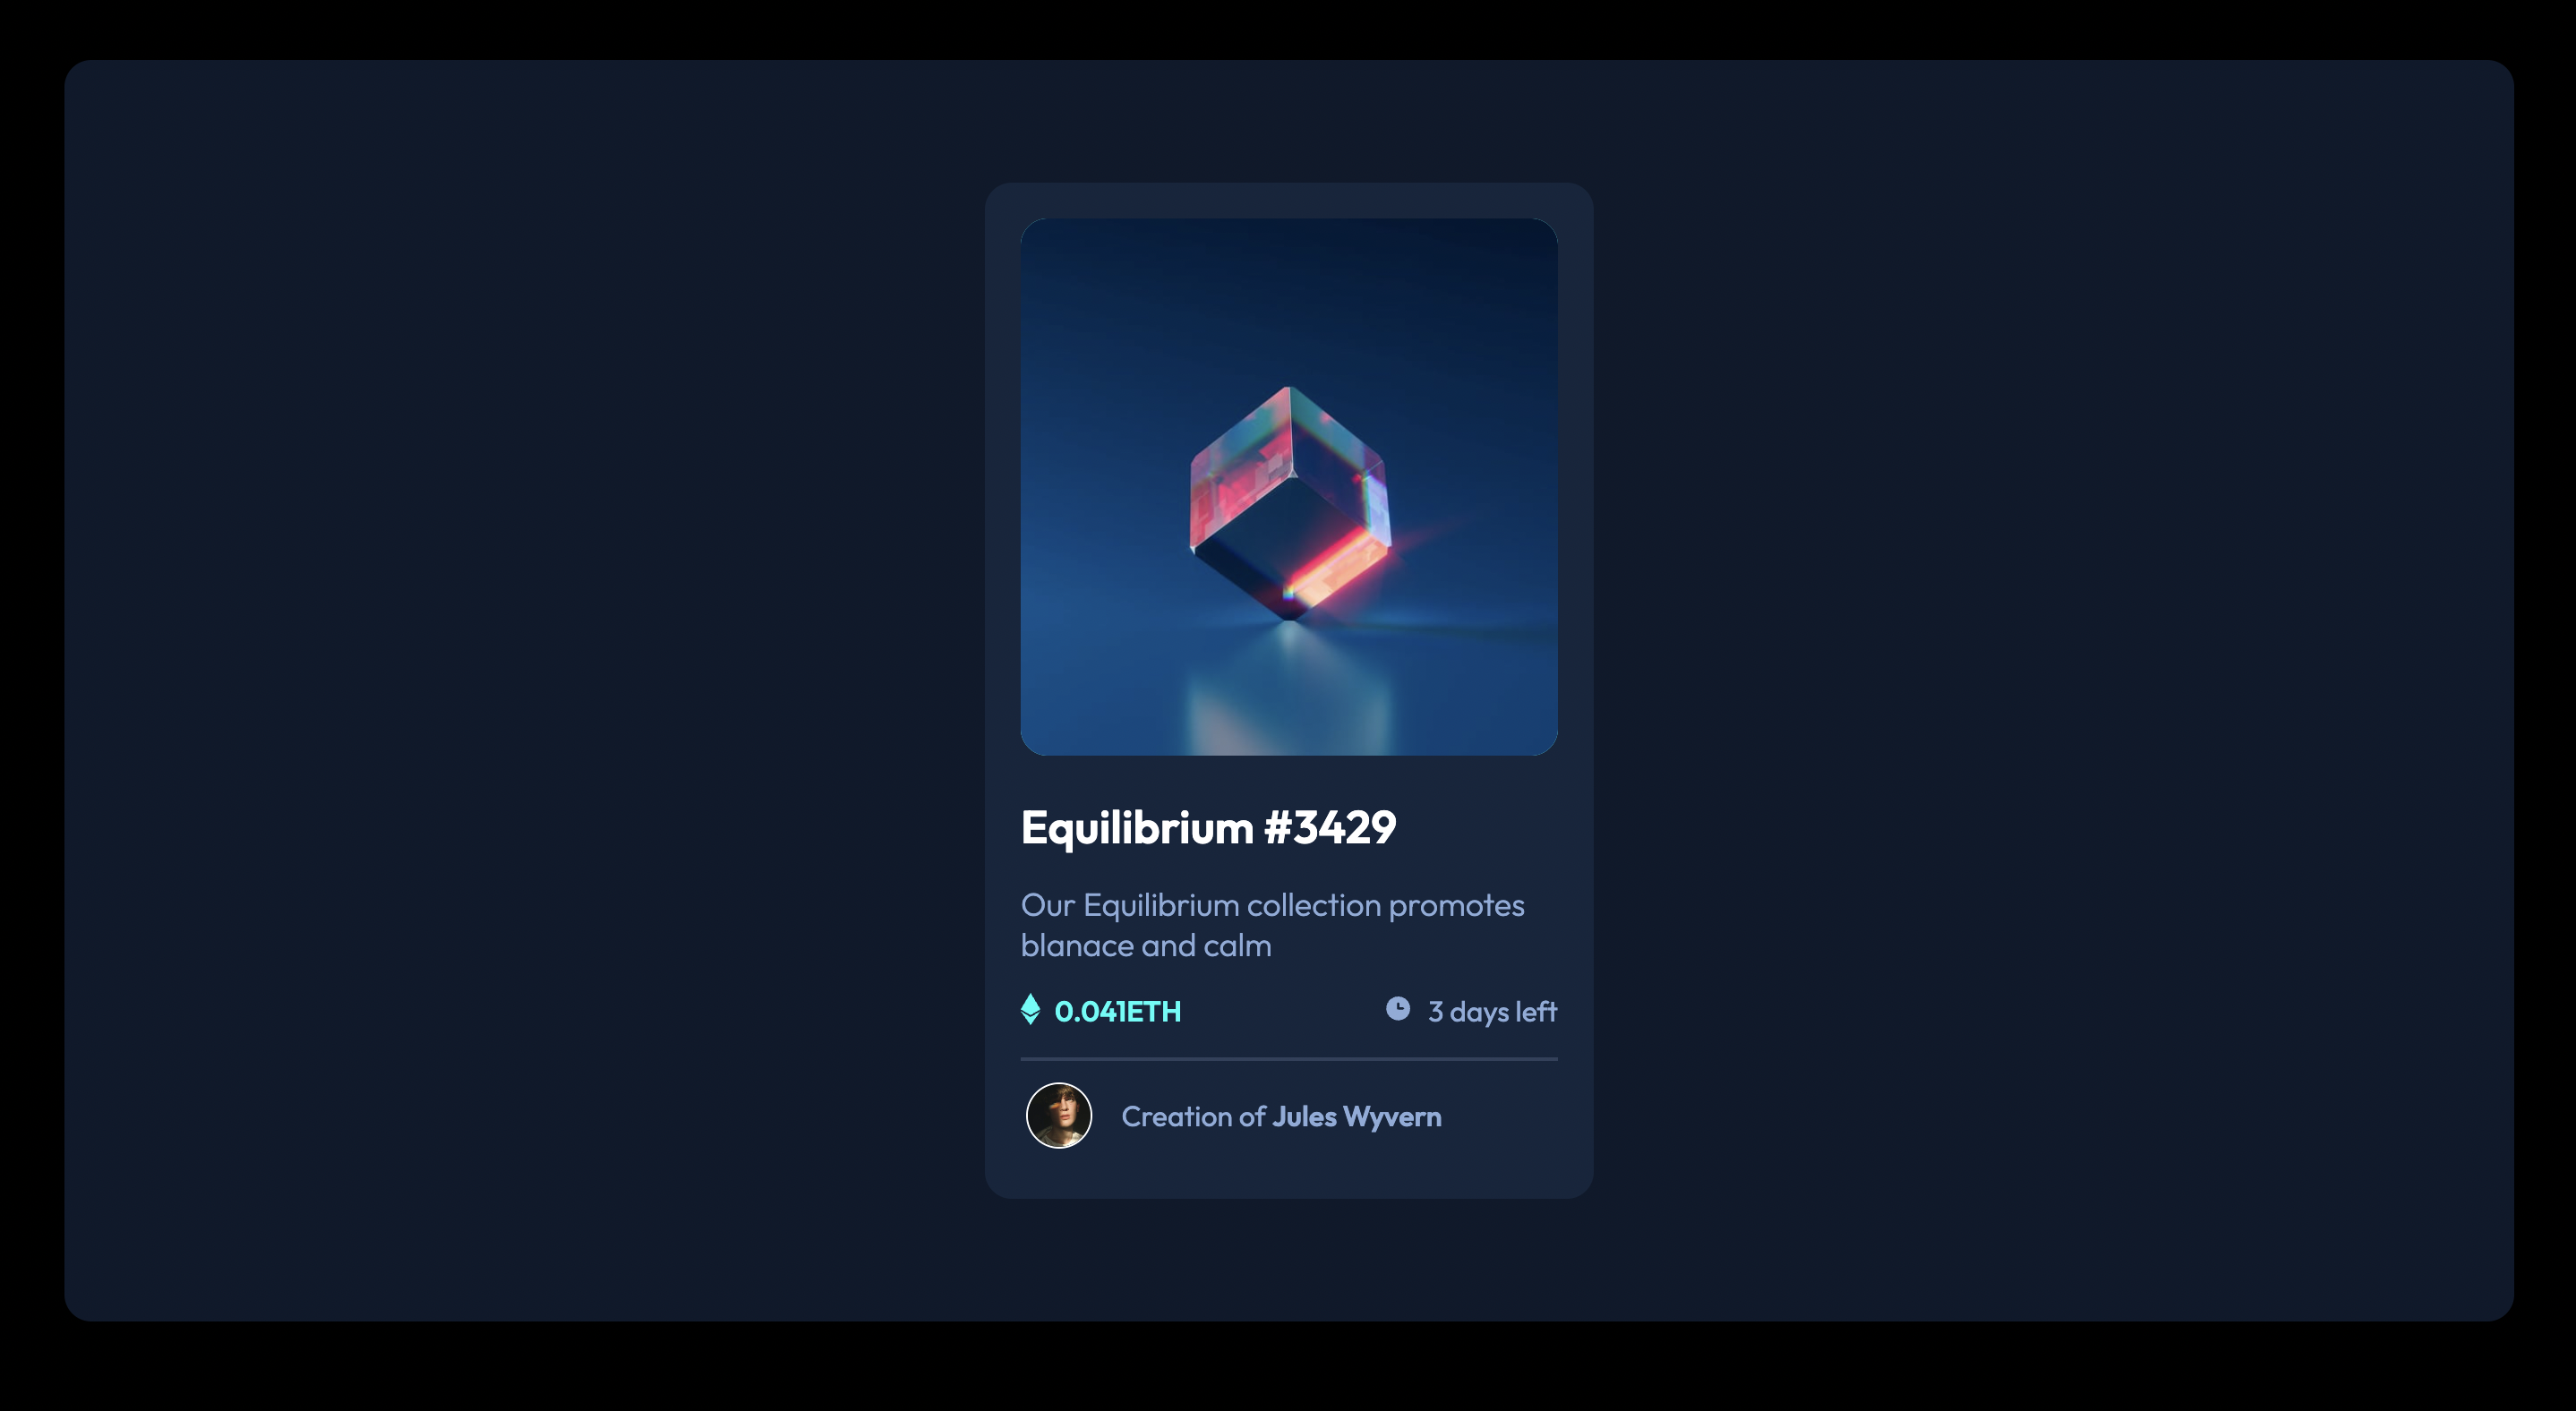 Equilibrium #3429
Our Equilibrium collection promotes
blanace and calm
0.041ETH
3 days left
Creation of Jules Wyvern